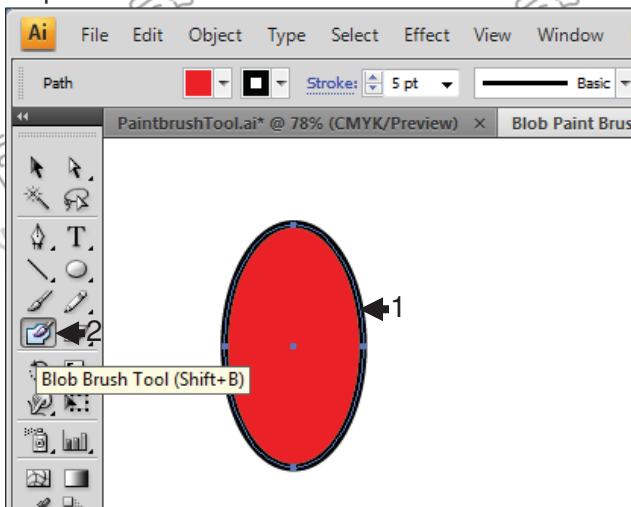 Ai File Edit Object Type Select Effect View Window
Path Stroke: 5 pt Basic
PaintbrushTool.ai* @ 78% (CMYK/Preview) × Blob Paint Brus
1
2
Blob Brush Tool (Shift+B)